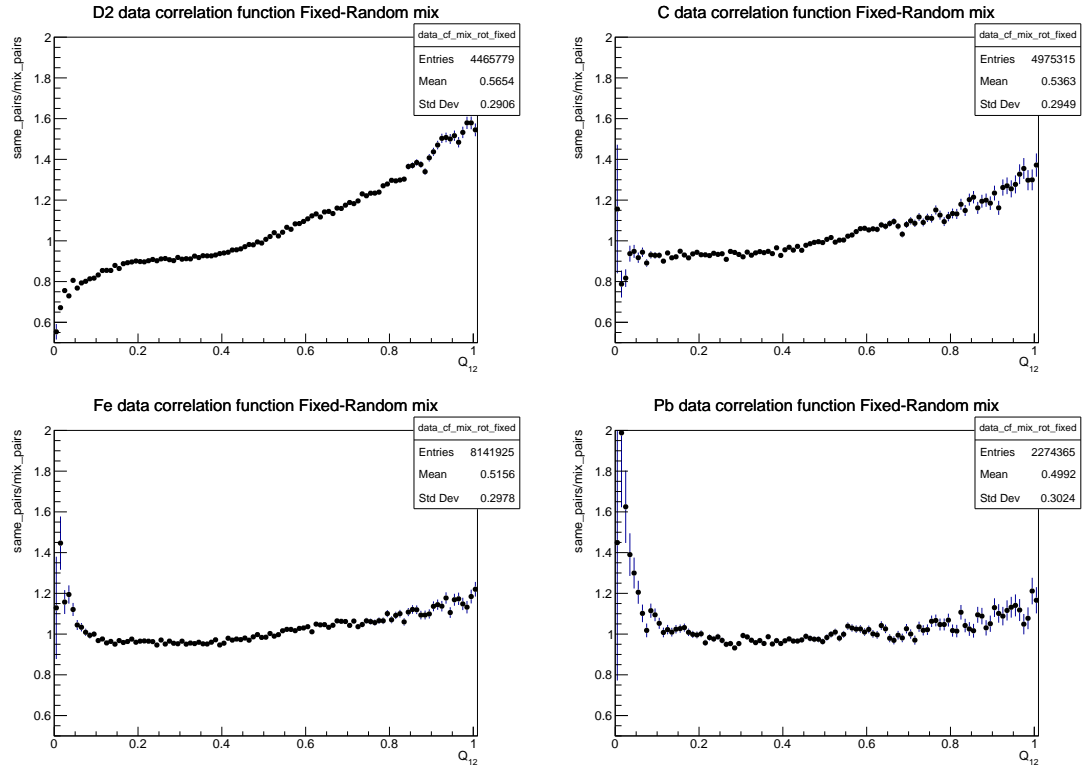 D2 data correlation function Fixed-Random mix
same_pairs/mix_pairs
data_cf_mix_rot_fixed
Entries 4465779
Mean 0.5654
Std Dev 0.2906
2
1.8
1.6
1.4
1.2
1
0.8
0.6
0 0.2 0.4 0.6 0.8 1
Q12
C data correlation function Fixed-Random mix
same_pairs/mix_pairs
data_cf_mix_rot_fixed
Entries 4975315
Mean 0.5363
Std Dev 0.2949
2
1.8
1.6
1.4
1.2
1
0.8
0.6
0 0.2 0.4 0.6 0.8 1
Q12
Fe data correlation function Fixed-Random mix
same_pairs/mix_pairs
data_cf_mix_rot_fixed
Entries 8141925
Mean 0.5156
Std Dev 0.2978
2
1.8
1.6
1.4
1.2
1
0.8
0.6
0 0.2 0.4 0.6 0.8 1
Q12
Pb data correlation function Fixed-Random mix
same_pairs/mix_pairs
data_cf_mix_rot_fixed
Entries 2274365
Mean 0.4992
Std Dev 0.3024
2
1.8
1.6
1.4
1.2
1
0.8
0.6
0 0.2 0.4 0.6 0.8 1
Q12